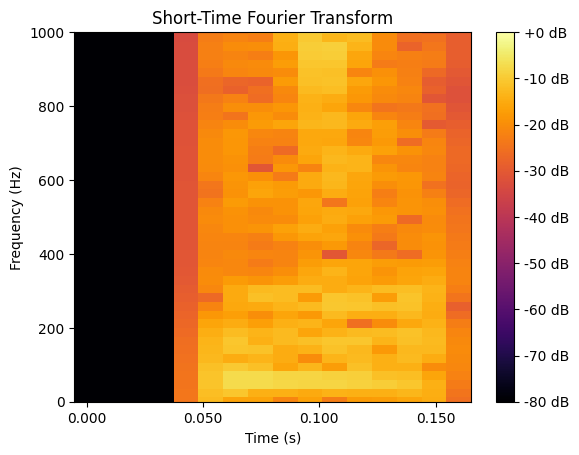 Short-Time Fourier Transform
1000
800
600
400
200
0
Frequency (Hz)
0.000
0.050
0.100
0.150
Time (s)
+0 dB
-10 dB
-20 dB
-30 dB
-40 dB
-50 dB
-60 dB
-70 dB
-80 dB